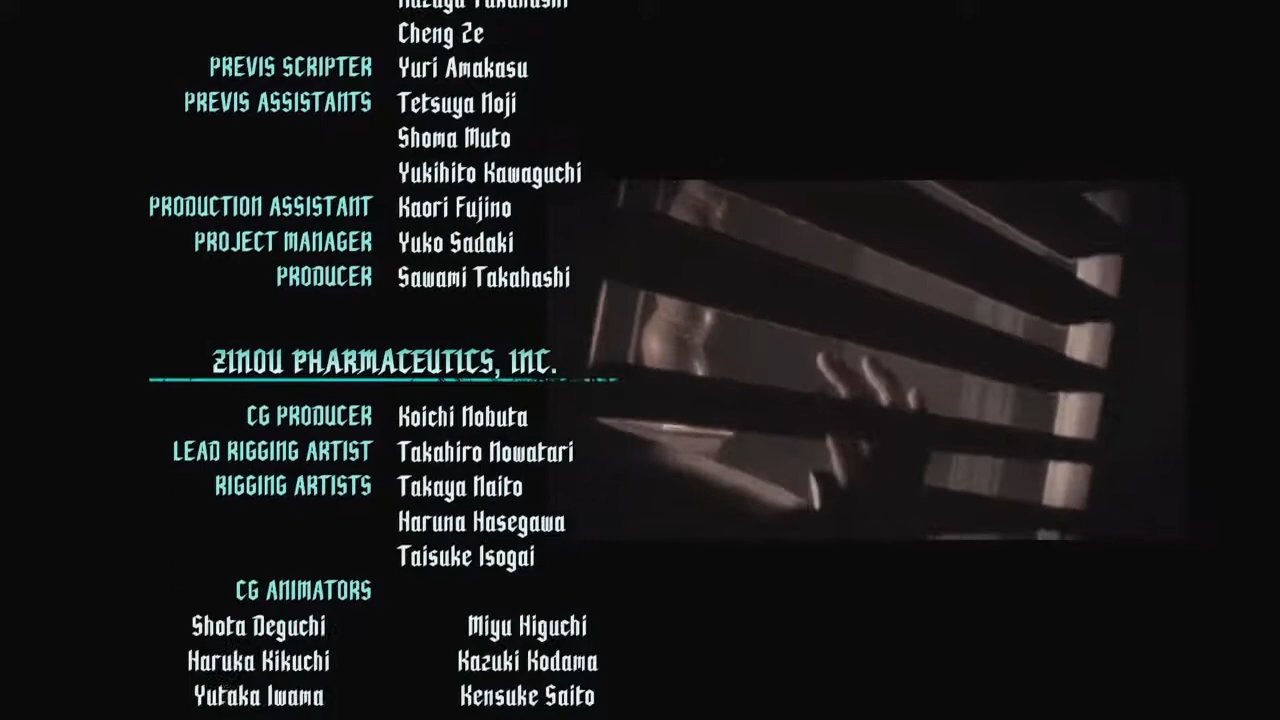 Cheng Ze
PREVIS SCRIPTER Yuri Amakasu
PREVIS ASSISTANTS Tetsuya Noji
Shoma Muto
Yukihito Kawaguchi
PRODUCTION ASSISTANT Kaori Fujino
PROJECT MANAGER Yuko Sadaki
PRODUCER Sawami Takahashi
ZINOU PHARMACEUTICS, INC.
CG PRODUCER Koichi Nobuta
LEAD RIGGING ARTIST Takahiro Nowatari
RIGGING ARTISTS Takaya Naito
Haruna Hasegawa
Taisuke Isogai
CG ANIMATORS
Shota Deguchi Miyu Higuchi
Haruka Kikuchi Kazuki Kodama
Yutaka Iwama Kensuke Saito